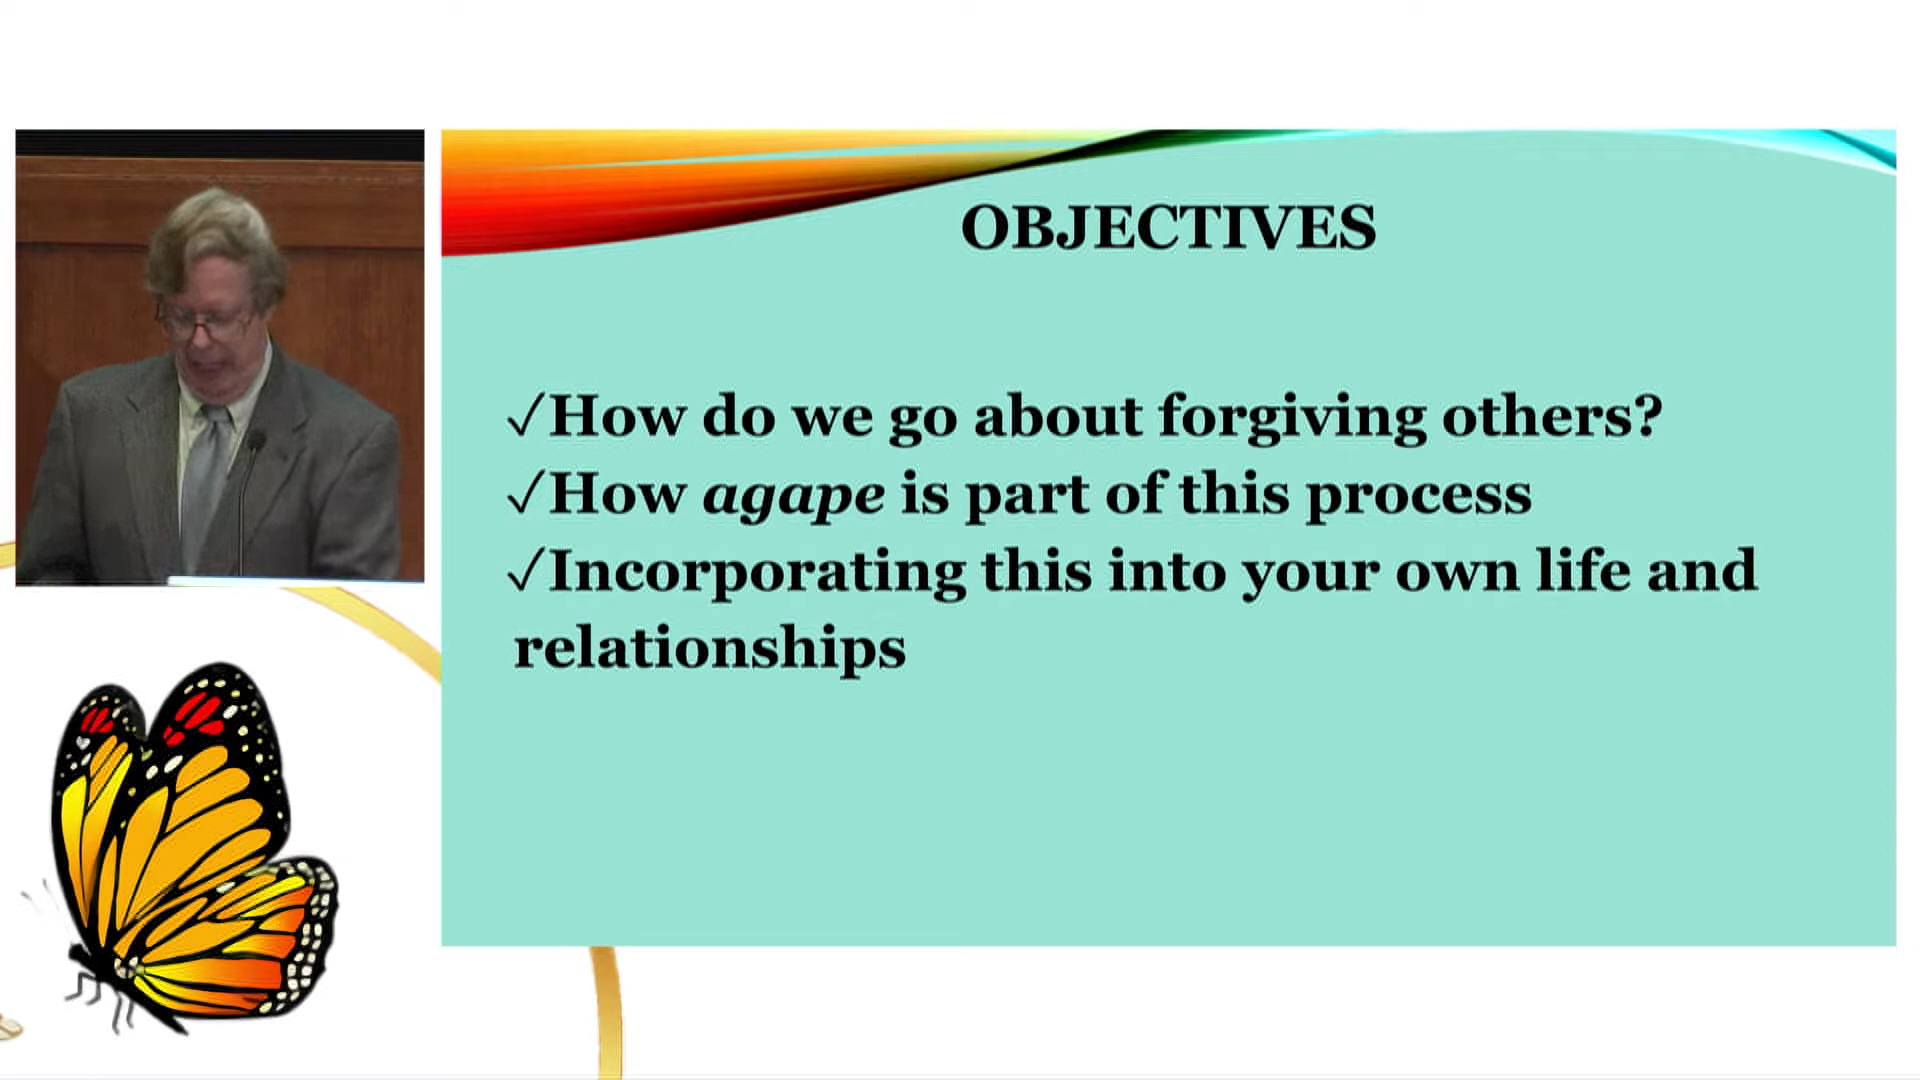 OBJECTIVES
✓How do we go about forgiving others?
✓How agape is part of this process
✓Incorporating this into your own life and
relationships